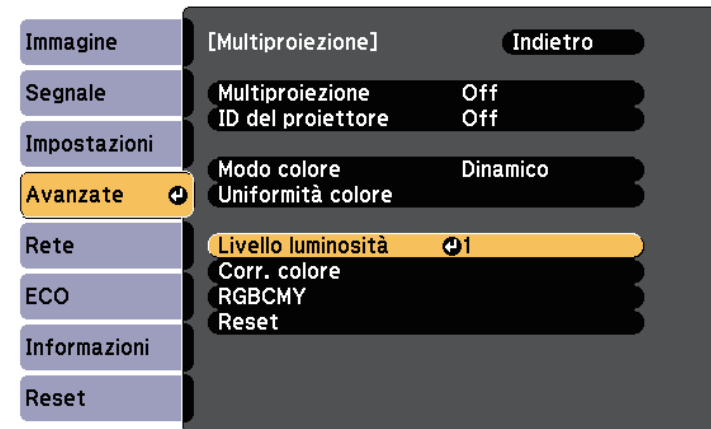 Immagine
Segnale
Impostazioni
Avanzate
Rete
ECO
Informazioni
Reset
[Multiproiezione] Indietro
Multiproiezione Off
ID del proiettore Off
Modo colore Dinamico
Uniformità colore
Livello luminosità 1
Corr. colore
RGBCMY
Reset